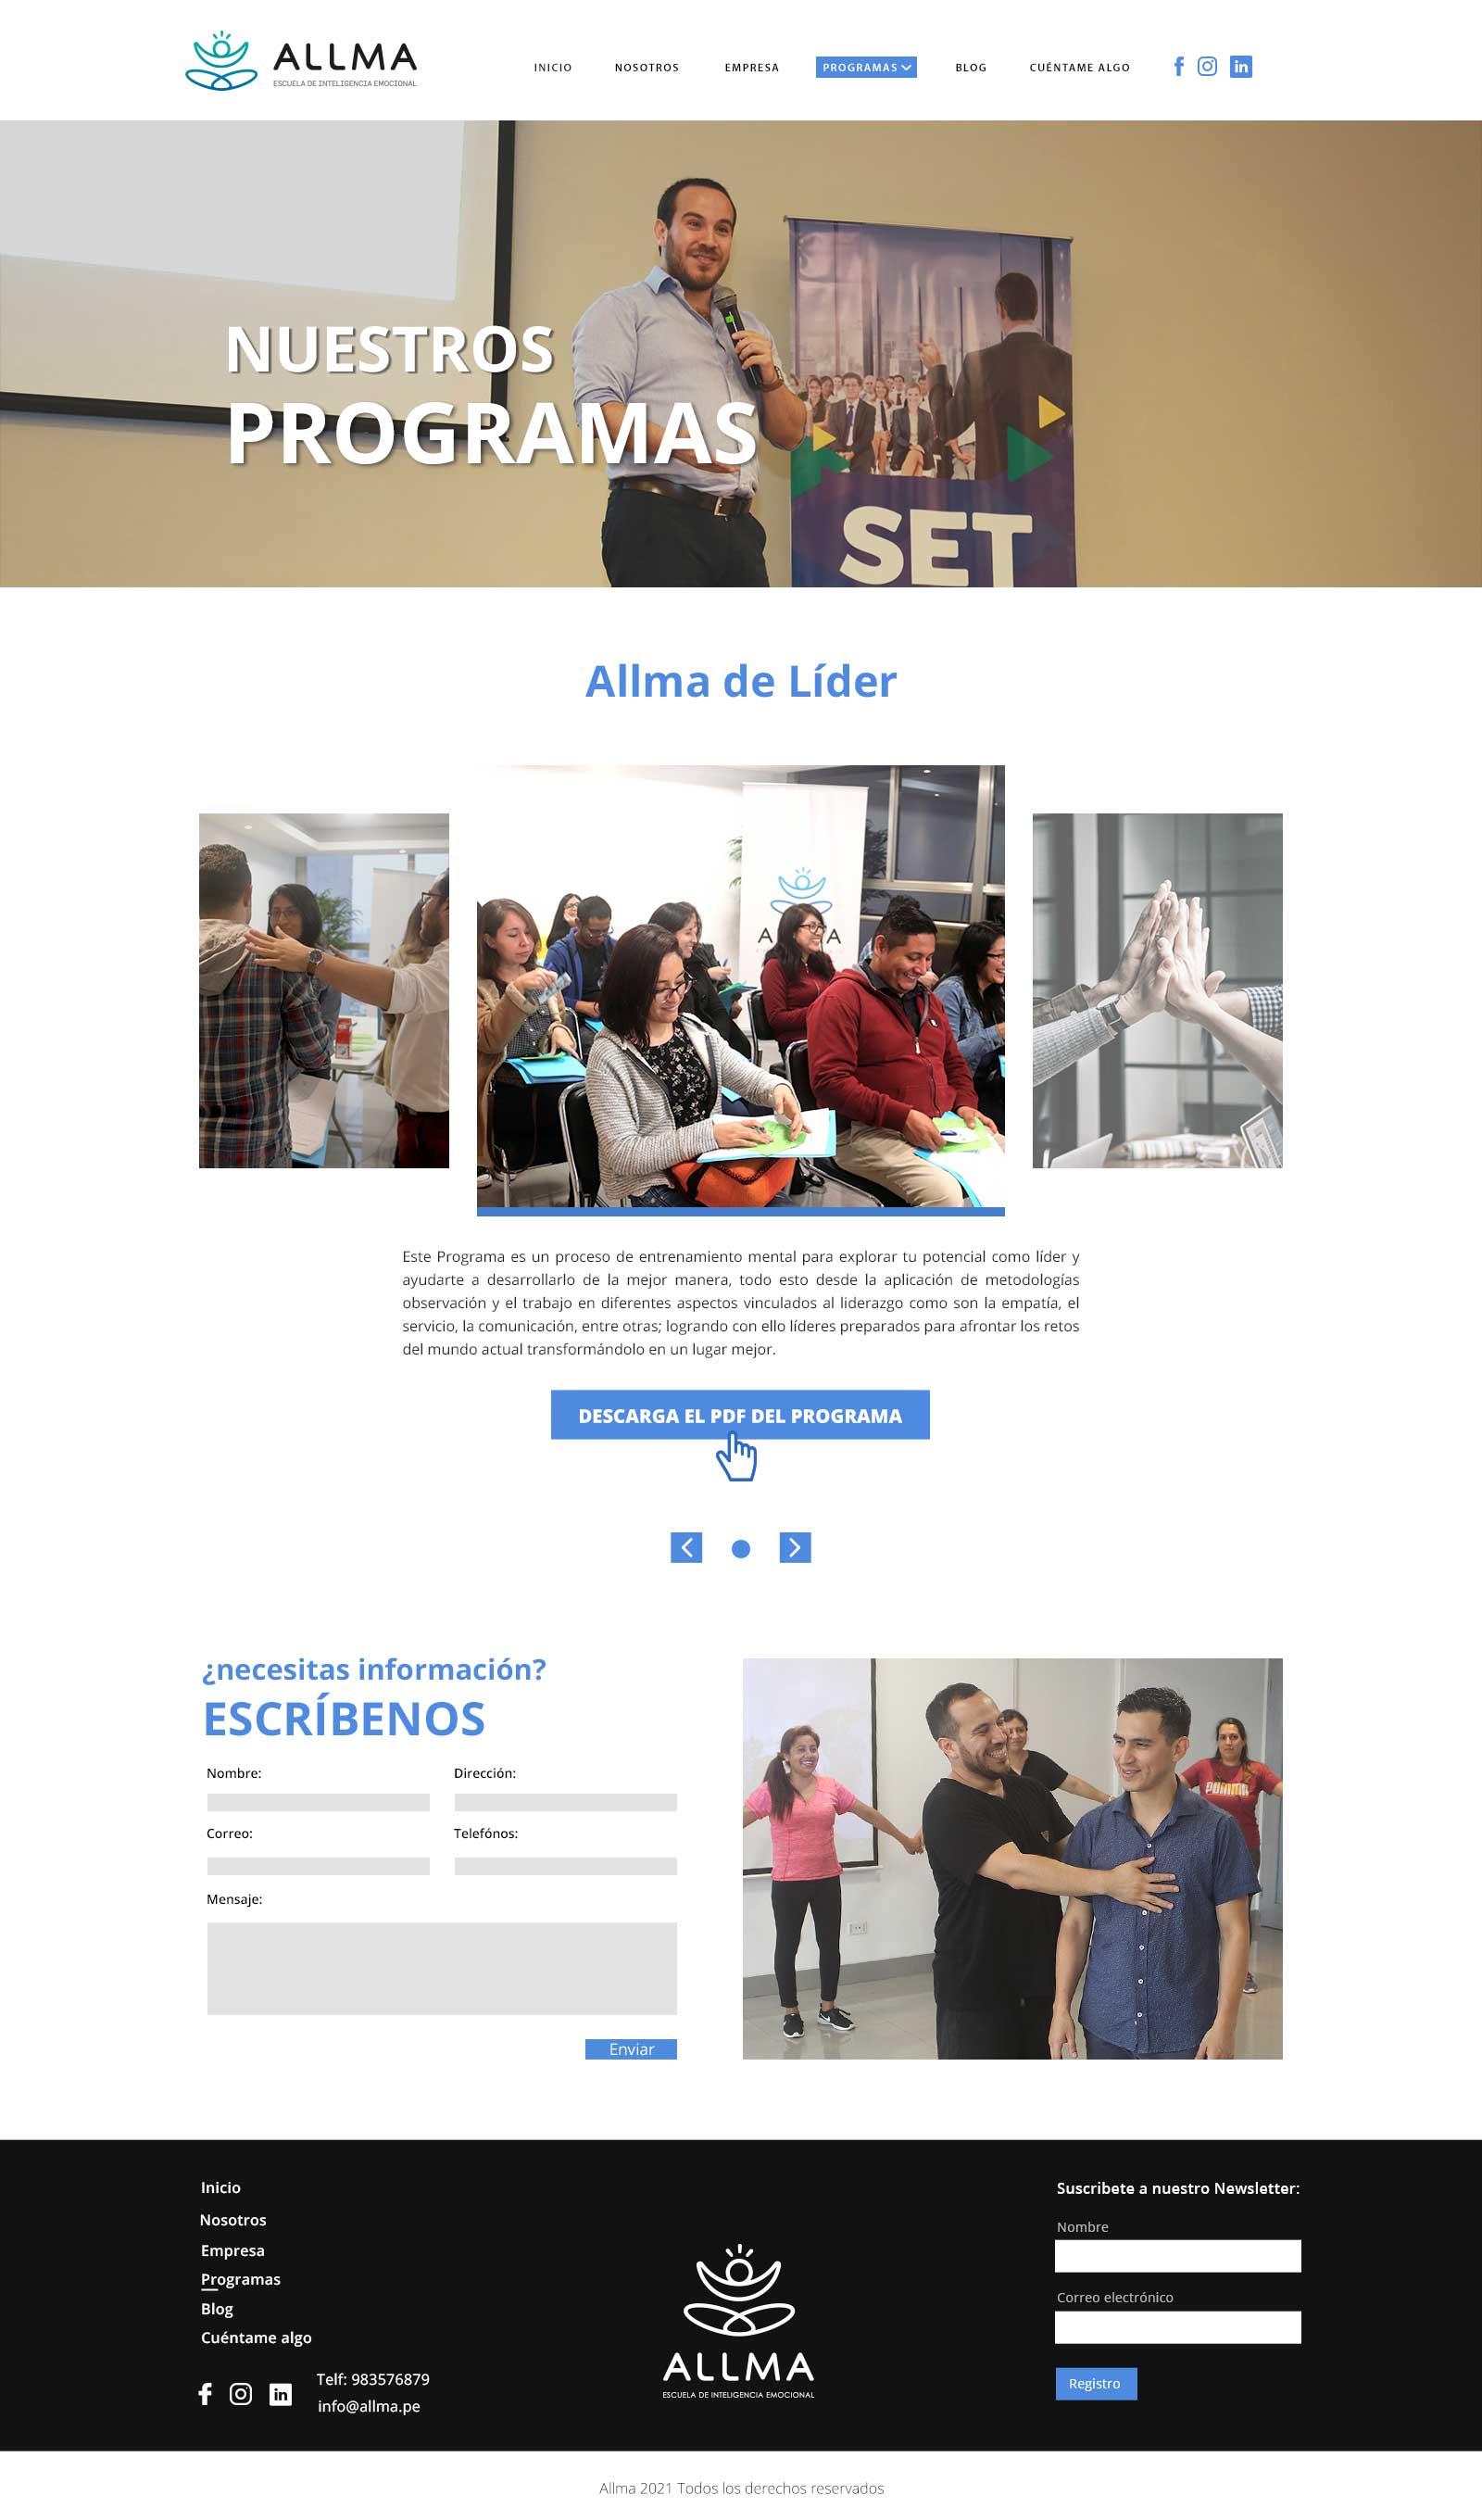 ALLMA
ESCUELA DE INTELIGENCIA EMOCIONAL
INICIO
NOSOTROS
EMPRESA
PROGRAMAS
BLOG
CUÉNTAME ALGO
NUESTROS
PROGRAMAS
SET
Allma de Líder
Este Programa es un proceso de entrenamiento mental para explorar tu potencial como líder y
ayudarte a desarrollarlo de la mejor manera, todo esto desde la aplicación de metodologías
observación y el trabajo en diferentes aspectos vinculados al liderazgo como son la empatía, el
servicio, la comunicación, entre otras; logrando con ello líderes preparados para afrontar los retos
del mundo actual transformándolo en un lugar mejor.
DESCARGA EL PDF DEL PROGRAMA
¿necesitas información?
ESCRÍBENOS
Nombre:
Dirección:
Correo:
Telefónos:
Mensaje:
Enviar
Inicio
Nosotros
Empresa
Programas
Blog
Cuéntame algo
Telf: 983576879
info@allma.pe
ALLMA
ESCUELA DE INTELIGENCIA EMOCIONAL
Suscribete a nuestro Newsletter:
Nombre
Correo electrónico
Registro
Allma 2021 Todos los derechos reservados